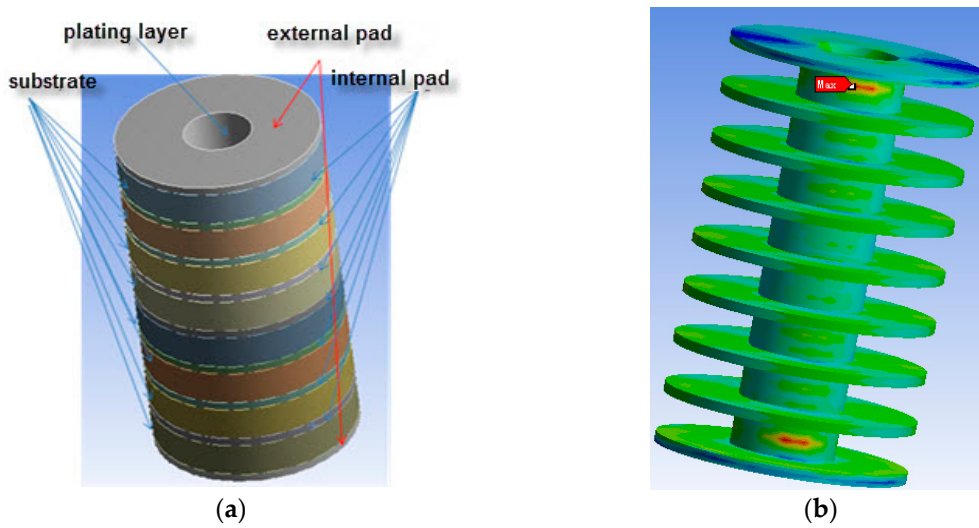 plating layer
external pad
substrate
internal pad
Max
(a)
(b)